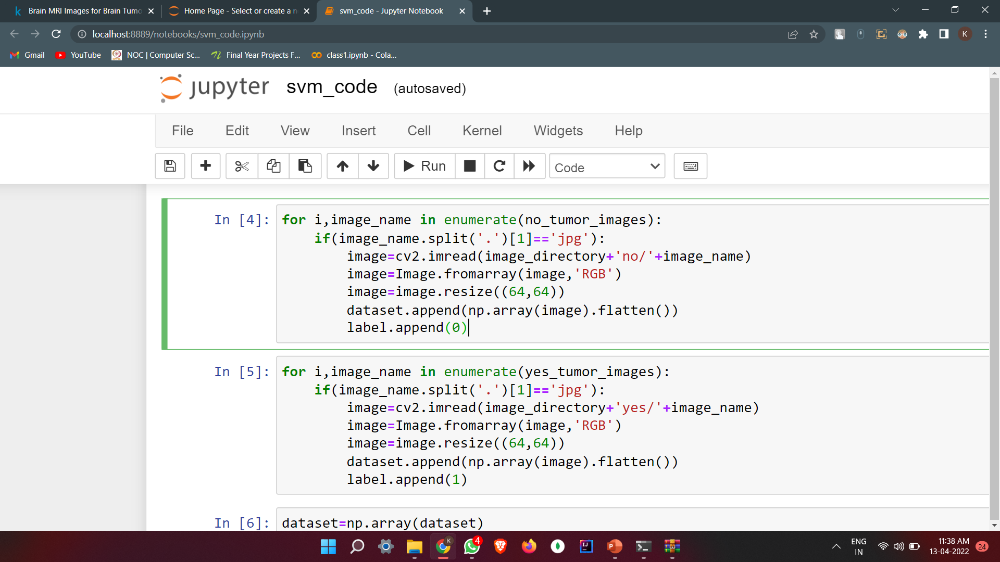 Brain MRI Images for Brain Tumo
Home Page - Select or create a n
svm_code - Jupyter Notebook
localhost:8889/notebooks/svm_code.ipynb
K
Gmail
YouTube
NOC | Computer Sc...
Final Year Projects F...
class1.ipynb - Cola...
jupyter svm_code (autosaved)
File Edit View Insert Cell Kernel Widgets Help
Run
Code
In [4]: for i,image_name in enumerate(no_tumor_images):
if(image_name.split('.')[1]=='jpg'):
image=cv2.imread(image_directory+'no/'+image_name)
image=Image.fromarray(image,'RGB')
image=image.resize((64,64))
dataset.append(np.array(image).flatten())
label.append(0)
In [5]: for i,image_name in enumerate(yes_tumor_images):
if(image_name.split('.')[1]=='jpg'):
image=cv2.imread(image_directory+'yes/'+image_name)
image=Image.fromarray(image,'RGB')
image=image.resize((64,64))
dataset.append(np.array(image).flatten())
label.append(1)
In [6]: dataset=np.array(dataset)
K
4
IJ
P
ENG
IN
11:38 AM
13-04-2022
24